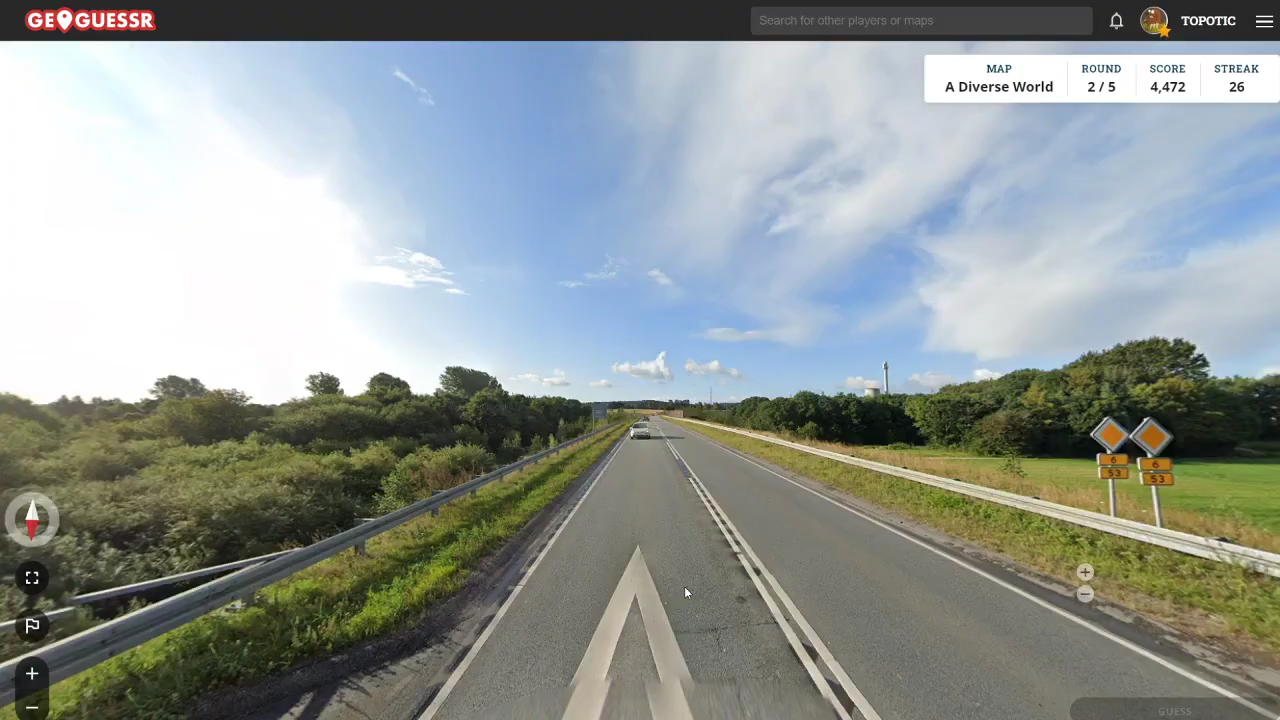 GEOGUESSR
Search for other players or maps
TOPOTIC
MAP ROUND SCORE STREAK
A Diverse World 2 / 5 4,472 26
6 6
53 53
GUESS